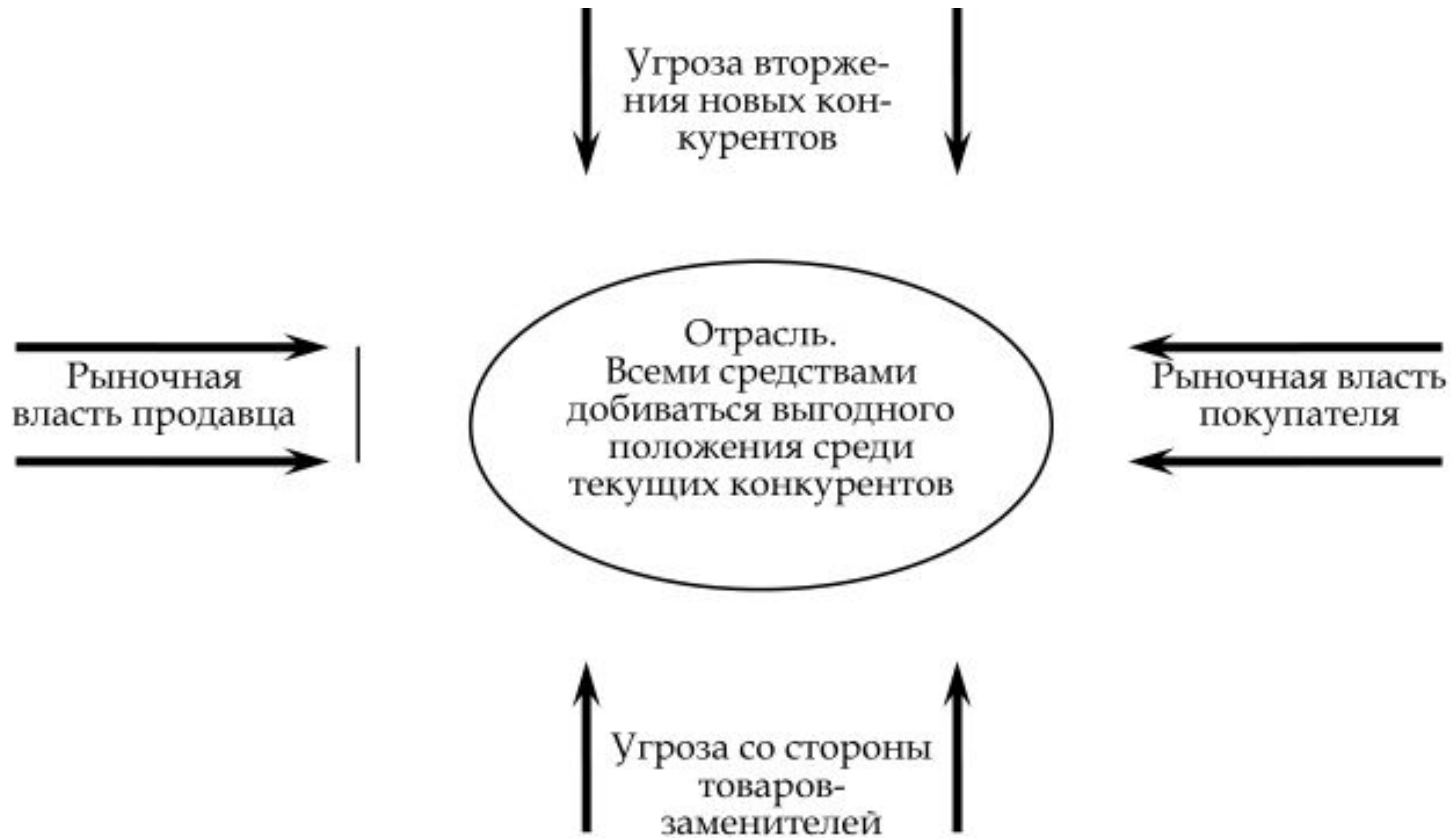 Угроза вторже-
ния новых кон-
курентов
Отрасль.
Всеми средствами
добиваться выгодного
положения среди
текущих конкурентов
Рыночная
власть продавца
Рыночная власть
покупателя
Угроза со стороны
товаров-
заменителей